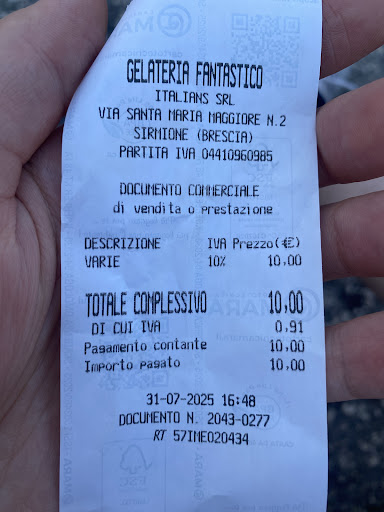 GELATERIA FANTASTICO
ITALIANS SRL
VIA SANTA MARIA MAGGIORE N.2
SIRMIONE (BRESCIA)
PARTITA IVA 04410960985
DOCUMENTO COMMERCIALE
di vendita o prestazione
DESCRIZIONE IVA Prezzo(€)
VARIE 10% 10,00
TOTALE COMPLESSIVO 10,00
DI CUI IVA 0,91
Pagamento contante 10,00
Importo pagato 10,00
31-07-2025 16:48
DOCUMENTO N. 2043-0277
RT 57IME020434